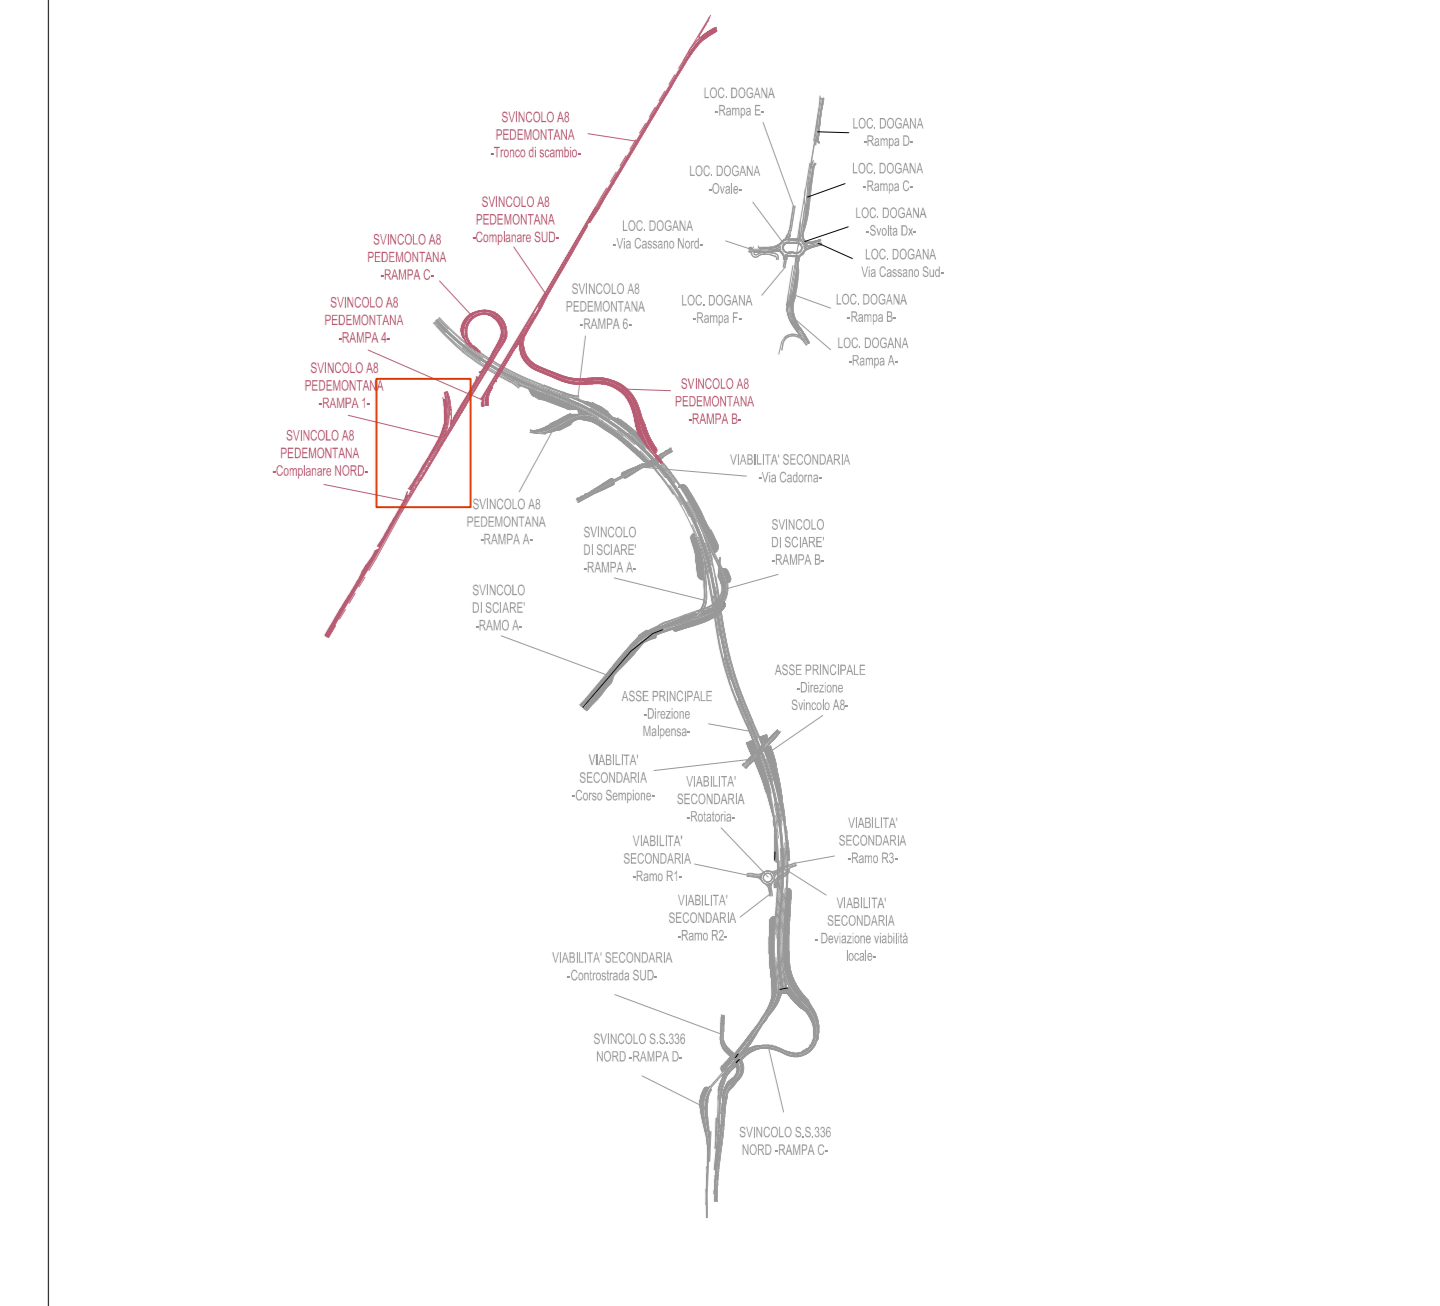 LOC. DOGANA
-Rampa E-
SVINCOLO A8
PEDEMONTANA
-Tronco di scambio-
LOC. DOGANA
-Rampa D-
LOC. DOGANA
-Ovale-
LOC. DOGANA
-Rampa C-
SVINCOLO A8
PEDEMONTANA
-Complanare SUD-
LOC. DOGANA
-Svolta Dx-
LOC. DOGANA
-Via Cassano Nord-
SVINCOLO A8
PEDEMONTANA
-RAMPA C-
LOC. DOGANA
Via Cassano Sud-
SVINCOLO A8
PEDEMONTANA
-RAMPA 6-
LOC. DOGANA
-Rampa F-
LOC. DOGANA
-Rampa B-
SVINCOLO A8
PEDEMONTANA
-RAMPA 4-
LOC. DOGANA
-Rampa A-
SVINCOLO A8
PEDEMONTANA
-RAMPA 1-
SVINCOLO A8
PEDEMONTANA
-RAMPA B-
SVINCOLO A8
PEDEMONTANA
-Complanare NORD-
VIABILITA' SECONDARIA
-Via Cadorna-
SVINCOLO A8
PEDEMONTANA
-RAMPA A-
SVINCOLO
DI SCIARE'
-RAMPA A-
SVINCOLO
DI SCIARE'
-RAMPA B-
SVINCOLO
DI SCIARE'
-RAMO A-
ASSE PRINCIPALE
-Direzione
Svincolo A8-
ASSE PRINCIPALE
-Direzione
Malpensa-
VIABILITA'
SECONDARIA
-Corso Sempione-
VIABILITA'
SECONDARIA
-Rotatoria-
VIABILITA'
SECONDARIA
-Ramo R3-
VIABILITA'
SECONDARIA
-Ramo R1-
VIABILITA'
SECONDARIA
-Ramo R2-
VIABILITA'
SECONDARIA
- Deviazione viabilità
locale-
VIABILITA' SECONDARIA
-Controstrada SUD-
SVINCOLO S.S.336
NORD -RAMPA D-
SVINCOLO S.S.336
NORD -RAMPA C-